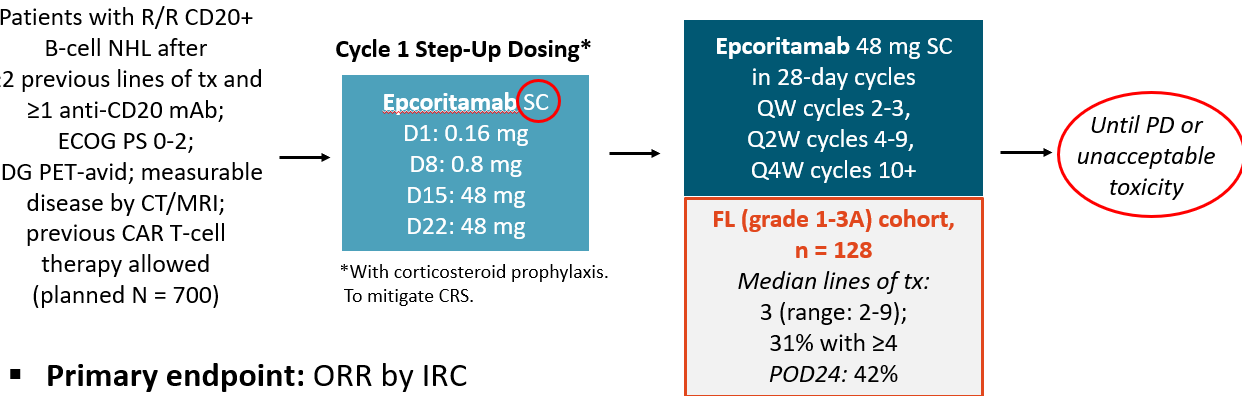 Patients with R/R CD20+
B-cell NHL after
2 previous lines of tx and
≥1 anti-CD20 mAb;
ECOG PS 0-2;
DG PET-avid; measurable
disease by CT/MRI;
previous CAR T-cell
therapy allowed
(planned N = 700)
Cycle 1 Step-Up Dosing*
Epcoritamab SC
D1: 0.16 mg
D8: 0.8 mg
D15: 48 mg
D22: 48 mg
*With corticosteroid prophylaxis.
To mitigate CRS.
Epcoritamab 48 mg SC
in 28-day cycles
QW cycles 2-3,
Q2W cycles 4-9,
Q4W cycles 10+
FL (grade 1-3A) cohort,
n = 128
Median lines of tx:
3 (range: 2-9);
31% with ≥4
POD24: 42%
Until PD or
unacceptable
toxicity
▪ Primary endpoint: ORR by IRC